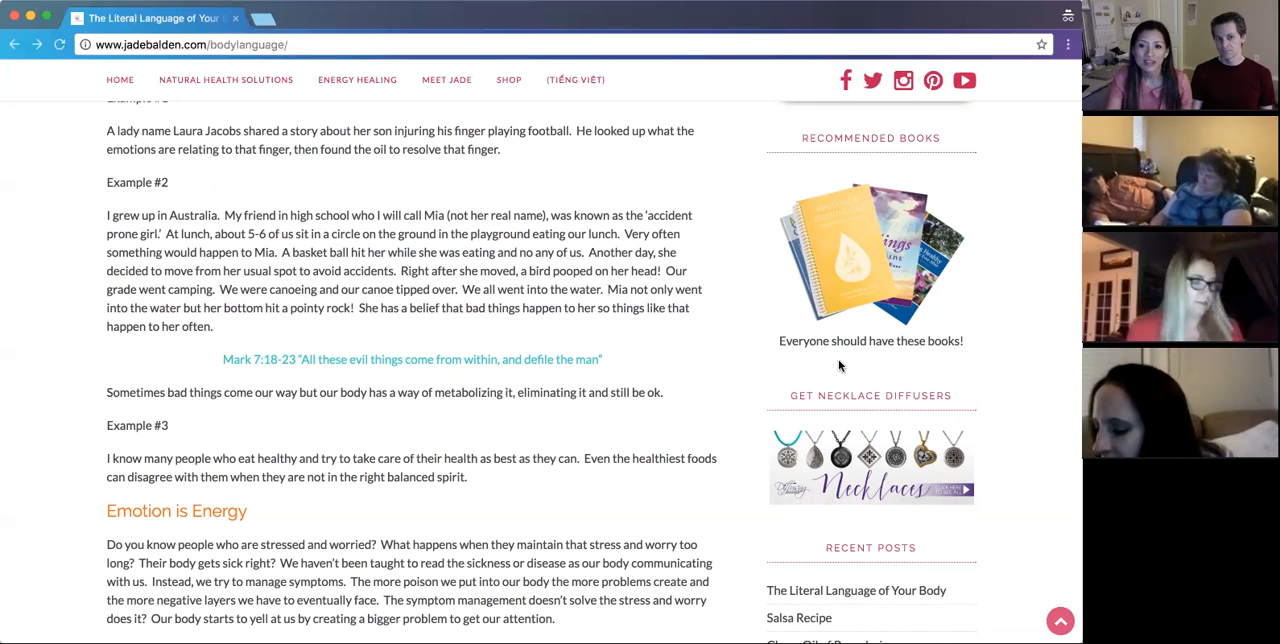 The Literal Language of Your
www.jadebalden.com/bodylanguage/
HOME NATURAL HEALTH SOLUTIONS ENERGY HEALING MEET JADE SHOP (TIẾNG VIỆT)
A lady name Laura Jacobs shared a story about her son injuring his finger playing football. He looked up what the
emotions are relating to that finger, then found the oil to resolve that finger.
Example #2
I grew up in Australia. My friend in high school who I will call Mia (not her real name), was known as the ‘accident
prone girl.’ At lunch, about 5-6 of us sit in a circle on the ground in the playground eating our lunch. Very often
something would happen to Mia. A basket ball hit her while she was eating and no any of us. Another day, she
decided to move from her usual spot to avoid accidents. Right after she moved, a bird pooped on her head! Our
grade went camping. We were canoeing and our canoe tipped over. We all went into the water. Mia not only went
into the water but her bottom hit a pointy rock! She has a belief that bad things happen to her so things like that
happen to her often.
Mark 7:18-23 “All these evil things come from within, and defile the man”
Sometimes bad things come our way but our body has a way of metabolizing it, eliminating it and still be ok.
Example #3
I know many people who eat healthy and try to take care of their health as best as they can. Even the healthiest foods
can disagree with them when they are not in the right balanced spirit.
Emotion is Energy
Do you know people who are stressed and worried? What happens when they maintain that stress and worry too
long? Their body gets sick right? We haven’t been taught to read the sickness or disease as our body communicating
with us. Instead, we try to manage symptoms. The more poison we put into our body the more problems create and
the more negative layers we have to eventually face. The symptom management doesn’t solve the stress and worry
does it? Our body starts to yell at us by creating a bigger problem to get our attention.
RECOMMENDED BOOKS
Everyone should have these books!
GET NECKLACE DIFFUSERS
Necklaces
RECENT POSTS
The Literal Language of Your Body
Salsa Recipe